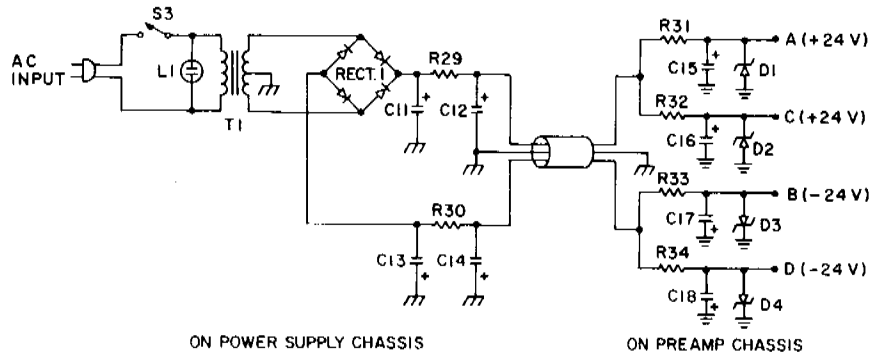 S3
AC
INPUT
L1
T1
RECT. 1
R29
C11 +
C12 +
R30
C13 +
C14 +
R31
A (+24 V)
C15 +
D1
R32
C (+24 V)
C16 +
D2
R33
B (-24 V)
C17 +
D3
R34
D (-24 V)
C18 +
D4
ON POWER SUPPLY CHASSIS
ON PREAMP CHASSIS